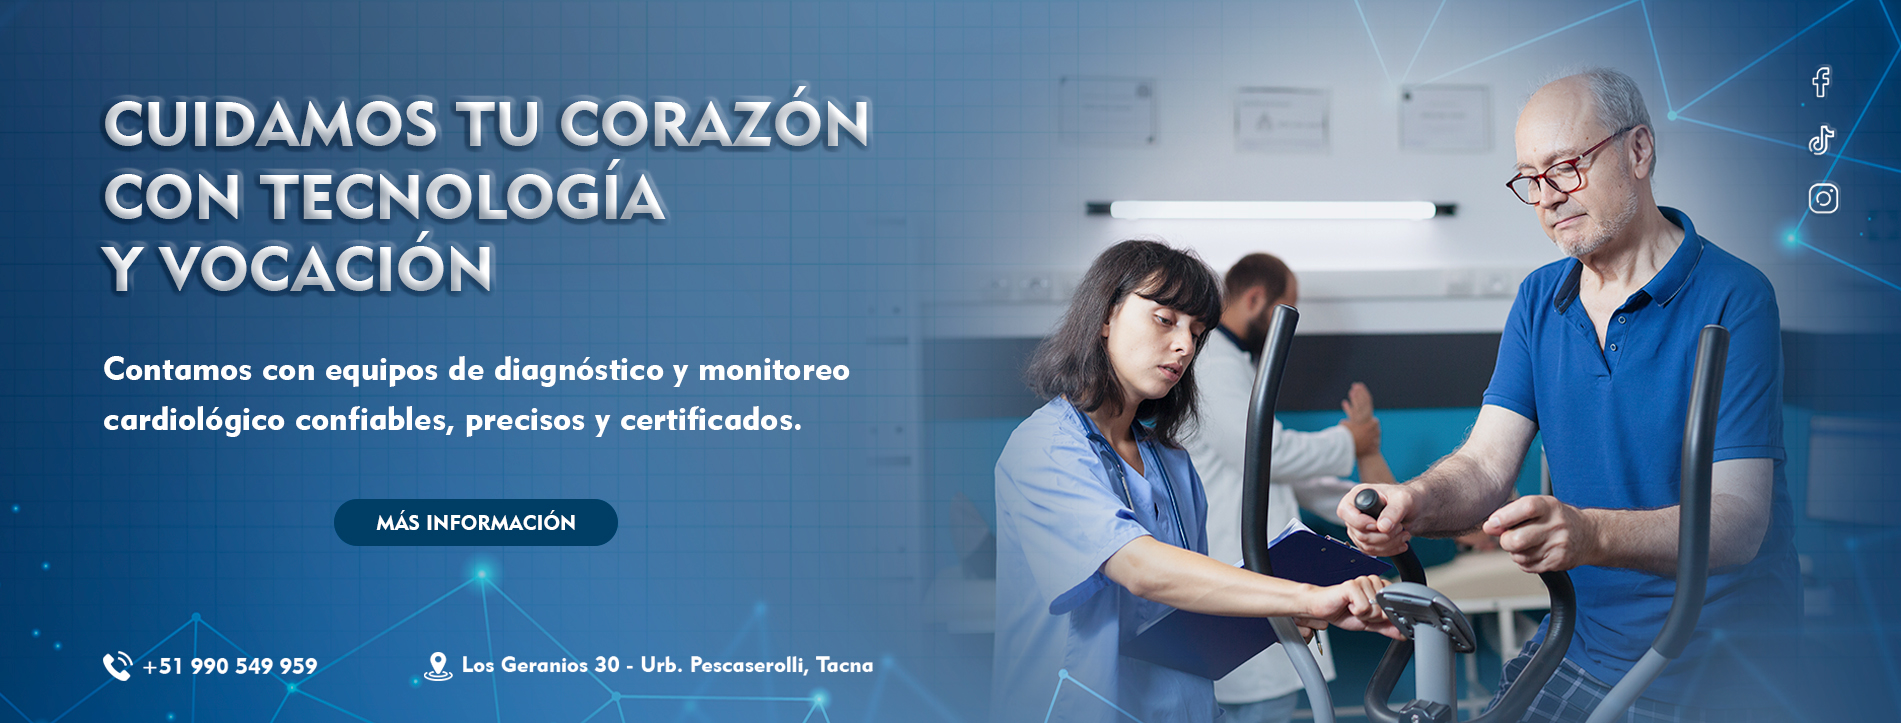 CUIDAMOS TU CORAZÓN
CON TECNOLOGÍA
Y VOCACIÓN
Contamos con equipos de diagnóstico y monitoreo
cardiológico confiables, precisos y certificados.
MÁS INFORMACIÓN
+51 990 549 959
Los Geranios 30 - Urb. Pescaserolli, Tacna